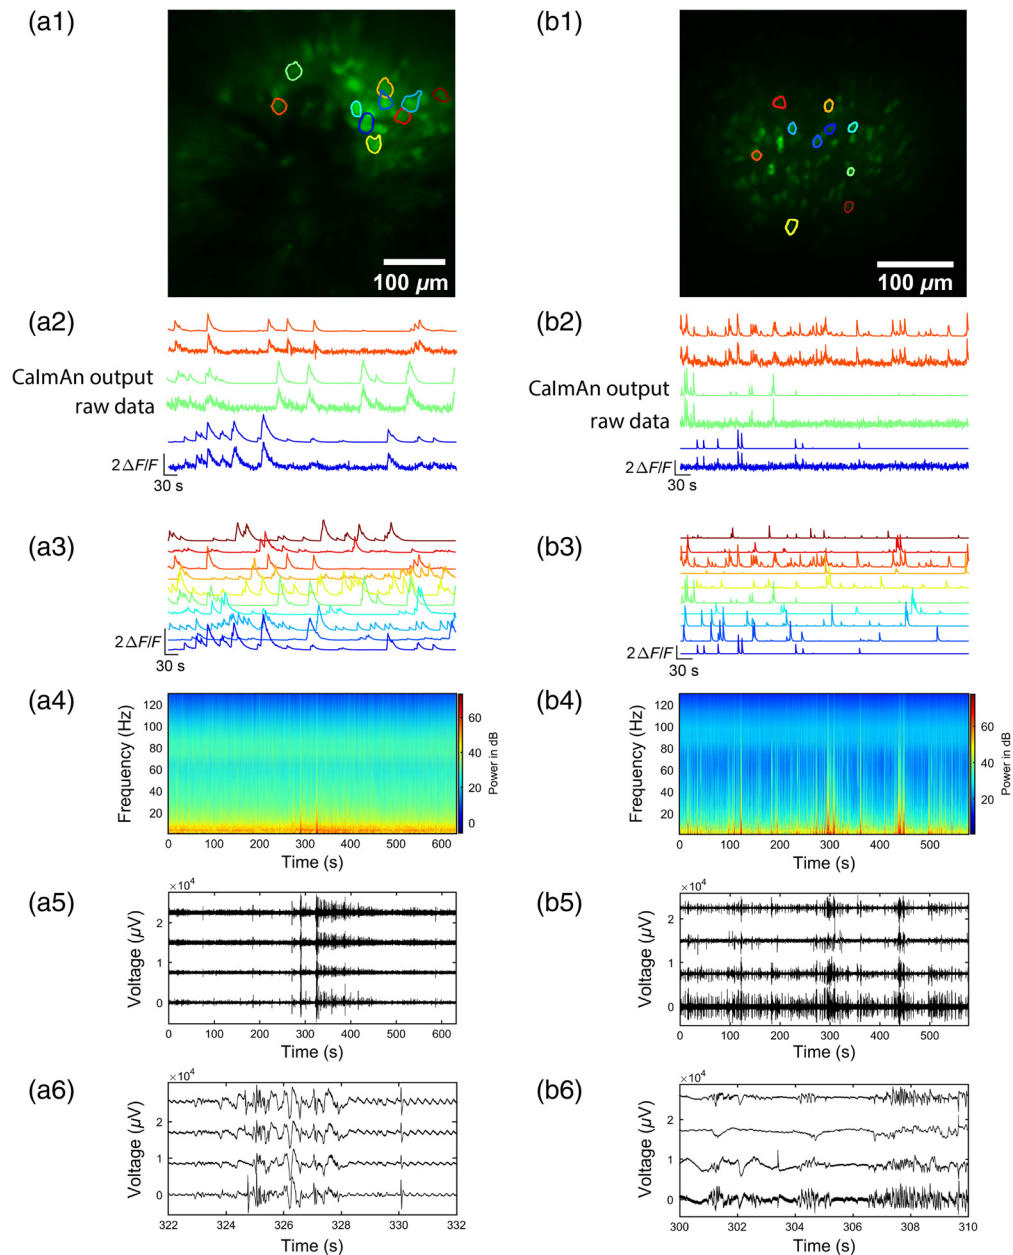 (a1)
100 µm
(b1)
100 µm
(a2)
CalmAn output
raw data
2 ΔF/F
30 s
(b2)
CalmAn output
raw data
2 ΔF/F
30 s
(a3)
2 ΔF/F
30 s
(b3)
2 ΔF/F
30 s
(a4)
Frequency (Hz)
120
100
80
60
40
20
0 100 200 300 400 500 600
Time (s)
60
40
20
0
Power in dB
(b4)
Frequency (Hz)
120
100
80
60
40
20
0 100 200 300 400 500
Time (s)
60
40
20
Power in dB
(a5)
×10⁴
Voltage (µV)
2
1
0
0 100 200 300 400 500 600
Time (s)
(b5)
×10⁴
Voltage (µV)
2
1
0
0 100 200 300 400 500
Time (s)
(a6)
×10⁴
Voltage (µV)
2
1
0
322 324 326 328 330 332
Time (s)
(b6)
×10⁴
Voltage (µV)
2
1
0
300 302 304 306 308 310
Time (s)